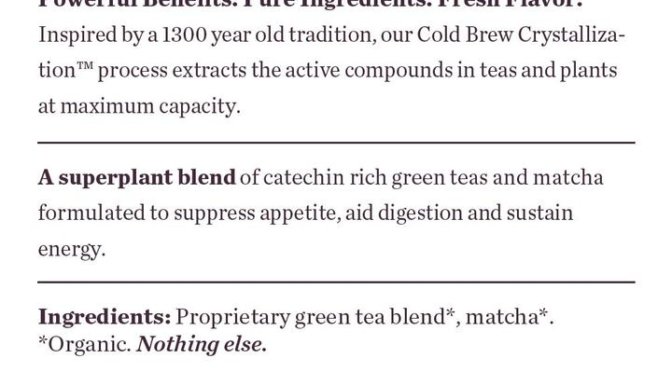 Powerful Benefits. Pure Ingredients. Fresh Flavor.
Inspired by a 1300 year old tradition, our Cold Brew Crystalliza-
tion™ process extracts the active compounds in teas and plants
at maximum capacity.
A superplant blend of catechin rich green teas and matcha
formulated to suppress appetite, aid digestion and sustain
energy.
Ingredients: Proprietary green tea blend*, matcha*.
*Organic. Nothing else.